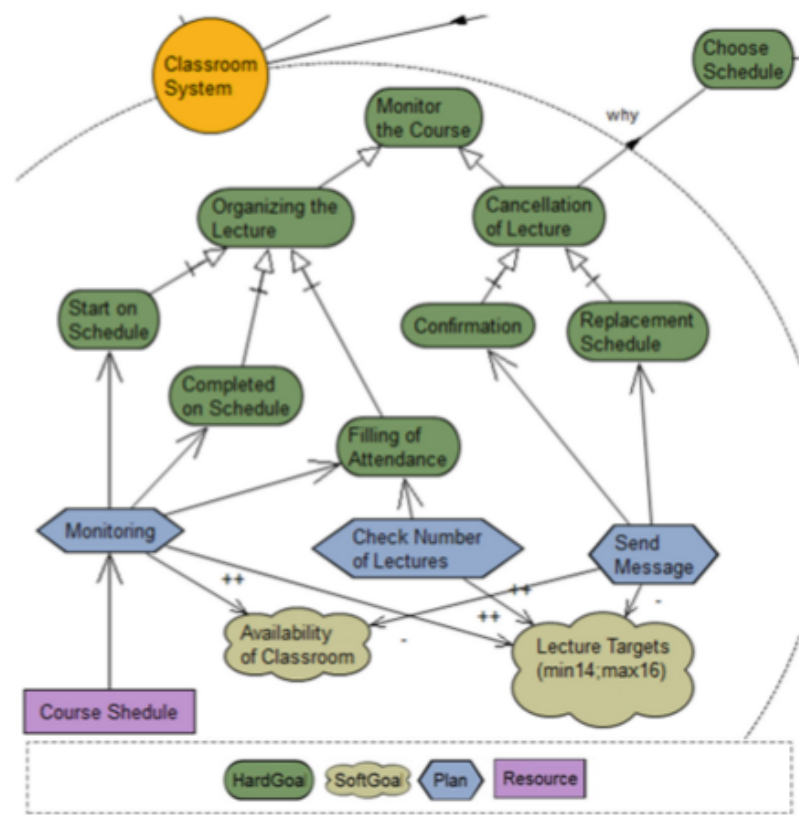 Classroom
System
Choose
Schedule
Monitor
the Course
why
Organizing the
Lecture
Cancellation
of Lecture
Start on
Schedule
Confirmation
Replacement
Schedule
Completed
on Schedule
Filling of
Attendance
Monitoring
Check Number
of Lectures
Send
Message
++
++
++
-
-
Availability
of Classroom
Lecture Targets
(min14;max16)
Course Shedule
HardGoal
SoftGoal
Plan
Resource